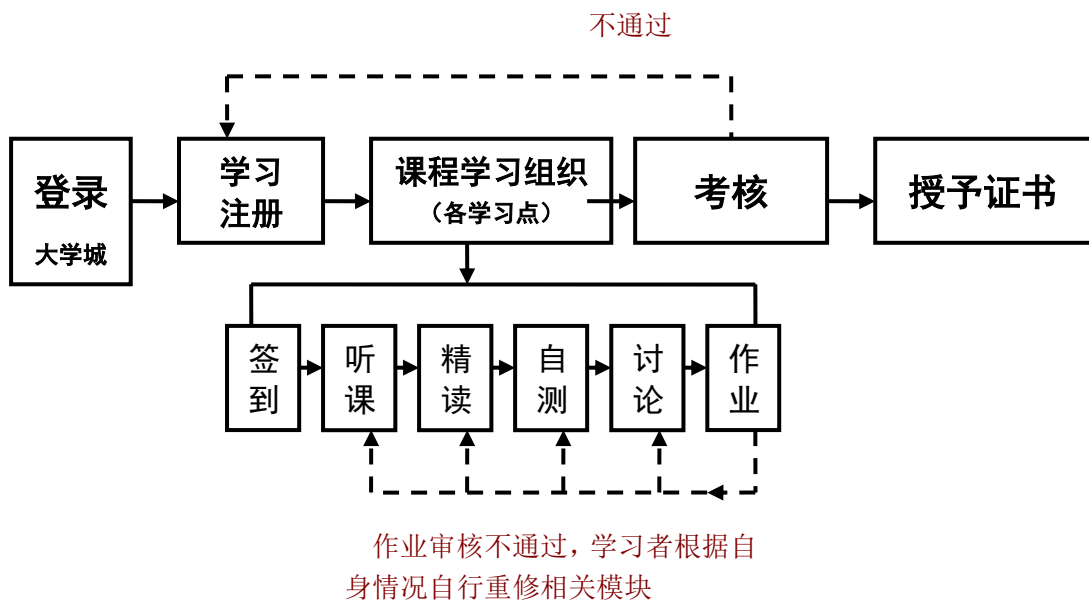 不通过
登录
大学城
学习
注册
课程学习组织
（各学习点）
考核
授予证书
签
到
听
课
精
读
自
测
讨
论
作
业
作业审核不通过，学习者根据自
身情况自行重修相关模块